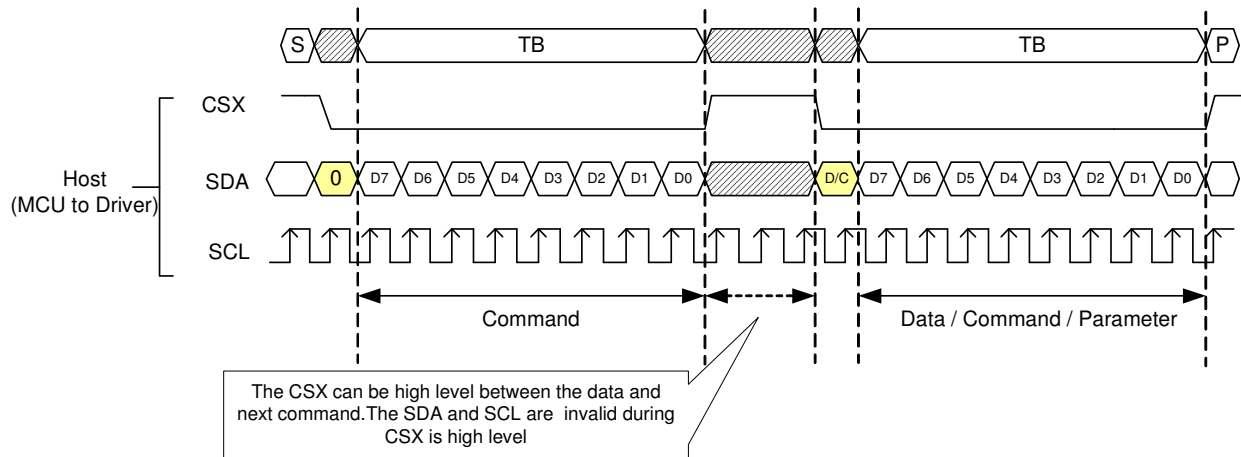 S TB TB P
CSX
Host
(MCU to Driver)
SDA 0 D7 D6 D5 D4 D3 D2 D1 D0 D/C D7 D6 D5 D4 D3 D2 D1 D0
SCL
Command
Data / Command / Parameter
The CSX can be high level between the data and
next command.The SDA and SCL are invalid during
CSX is high level